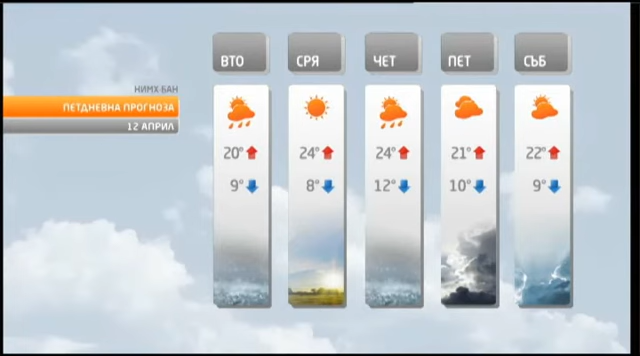 ВТО СРЯ ЧЕТ ПЕТ СЪБ
НИМХ-БАН
ПЕТДНЕВНА ПРОГНОЗА
12 АПРИЛ
20° 24° 24° 21° 22°
9° 8° 12° 10° 9°